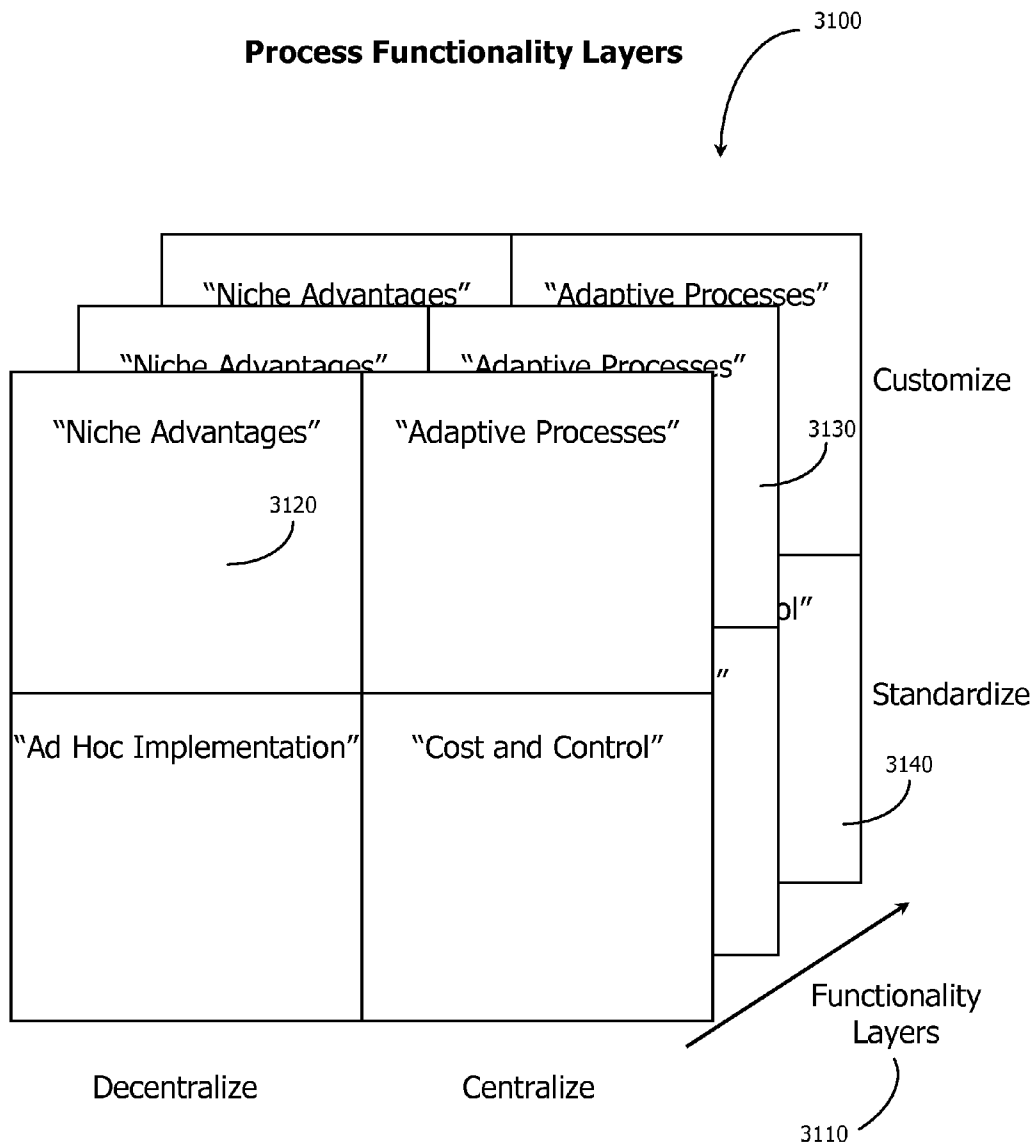 3100
Process Functionality Layers
“Niche Advantages” “Adaptive Processes”
“Niche Advantages” “Adaptive Processes”
Customize
“Niche Advantages” “Adaptive Processes”
3130
3120
ol”
”
Standardize
“Ad Hoc Implementation” “Cost and Control”
3140
Functionality
Layers
Decentralize Centralize
3110